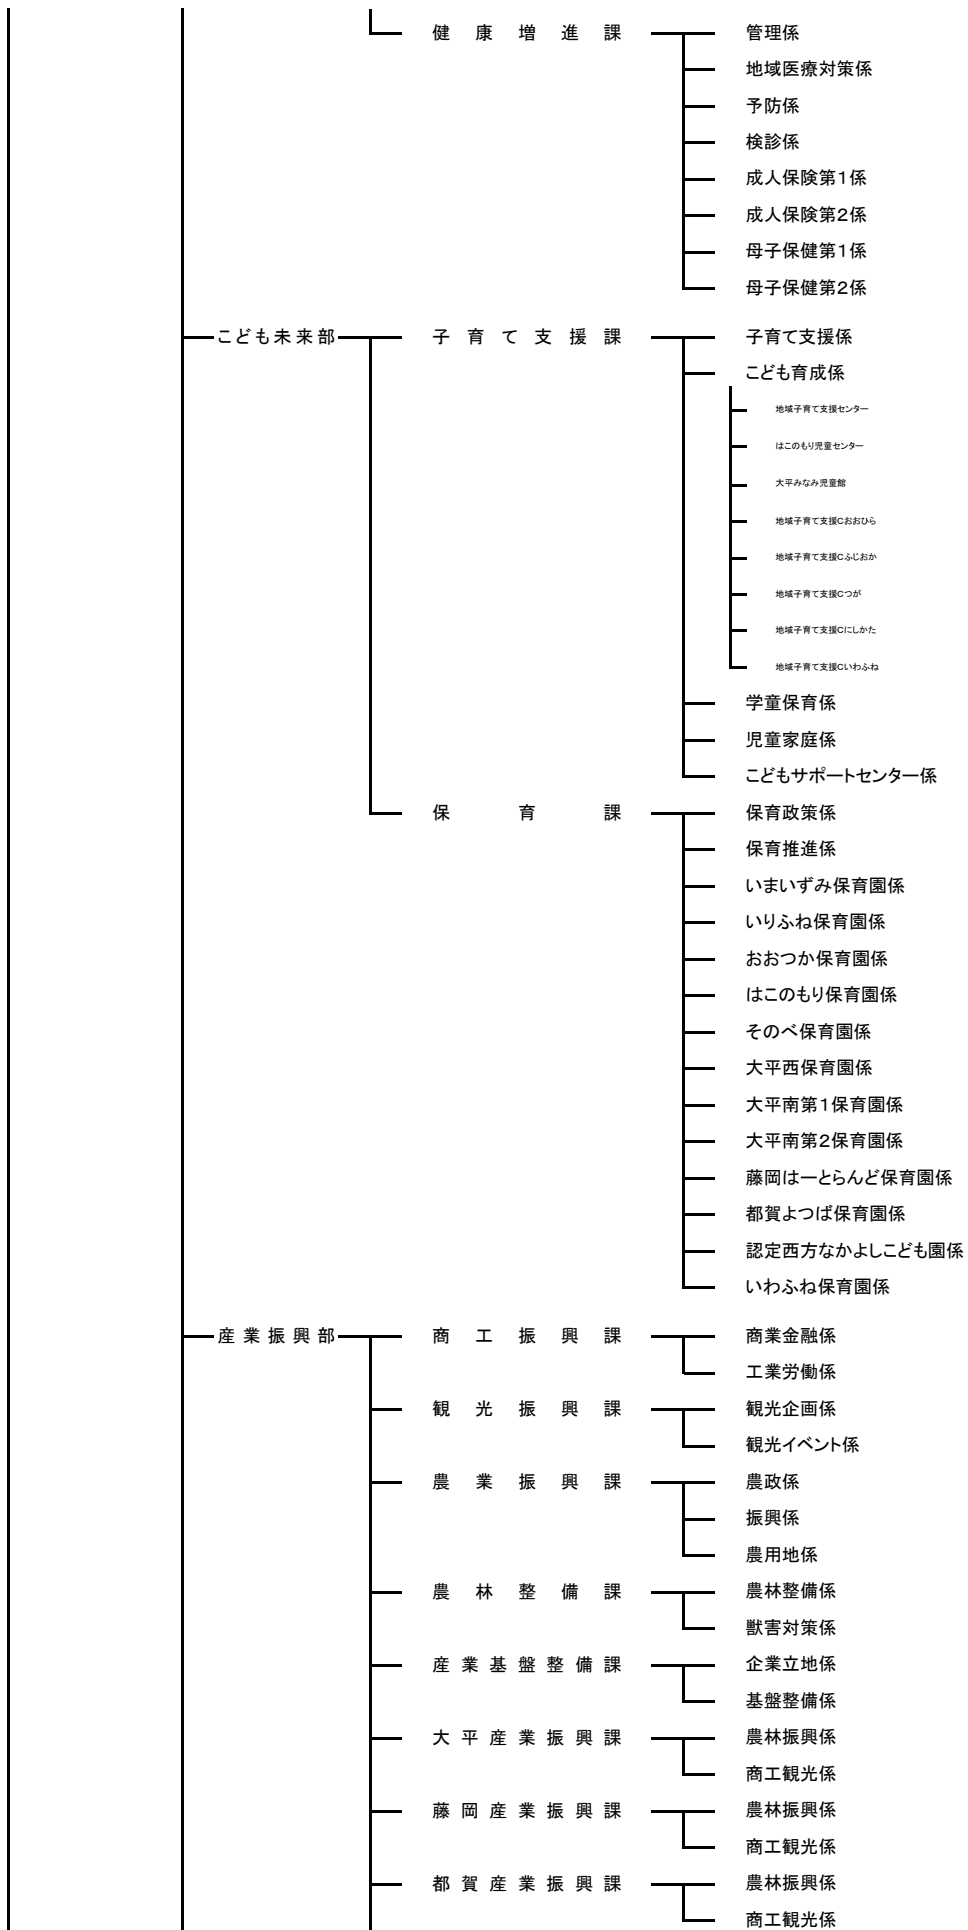 健康増進課 管理係
地域医療対策係
予防係
検診係
成人保険第1係
成人保険第2係
母子保健第1係
母子保健第2係
こども未来部 子育て支援課 子育て支援係
こども育成係
地域子育て支援センター
はこのもり児童センター
大平みなみ児童館
地域子育て支援Cおおひら
地域子育て支援Cふじおか
地域子育て支援Cつが
地域子育て支援Cにしかた
地域子育て支援Cいわふね
学童保育係
児童家庭係
こどもサポートセンター係
保育課 保育政策係
保育推進係
いまいずみ保育園係
いりふね保育園係
おおつか保育園係
はこのもり保育園係
そのべ保育園係
大平西保育園係
大平南第1保育園係
大平南第2保育園係
藤岡はーとらんど保育園係
都賀よつば保育園係
認定西方なかよしこども園係
いわふね保育園係
産業振興部 商工振興課 商業金融係
工業労働係
観光振興課 観光企画係
観光イベント係
農業振興課 農政係
振興係
農用地係
農林整備課 農林整備係
獣害対策係
産業基盤整備課 企業立地係
基盤整備係
大平産業振興課 農林振興係
商工観光係
藤岡産業振興課 農林振興係
商工観光係
都賀産業振興課 農林振興係
商工観光係